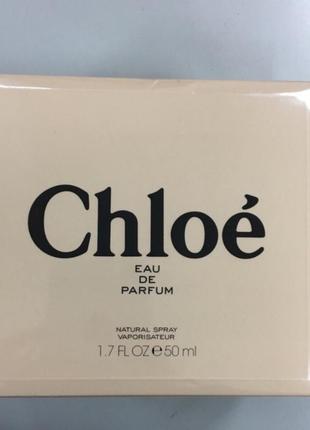 Chloé
EAU
DE
PARFUM
NATURAL SPRAY
VAPORISATEUR
1.7 FL OZ ℮ 50 ml